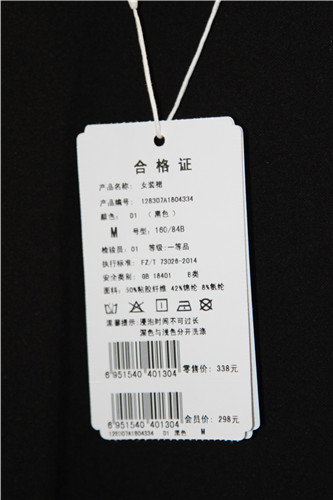 合格证
产品名称: 女装裙
产品编号: 128307A1804334
颜色: D1 (黑色)
M 号型: 160/84B
检验员: 01 等级: 一等品
执行标准: FZ/T 73026-2014
安全类别: GB 18401 B类
面料: 50%粘胶纤维 42%锦纶 8%氨纶
温馨提示: 浸泡时间不可过长
深色与浅色分开洗涤
零售价: 338元
6 951540 401304
会员价: 298元
6 951540 401304
128307A1804334 D1 黑色 M